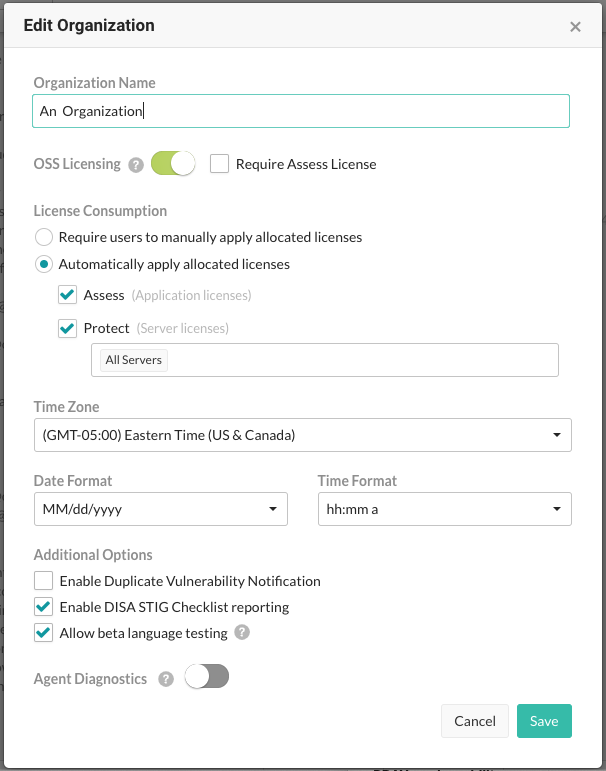 Edit Organization
×
Organization Name
An Organization
OSS Licensing ? Require Assess License
License Consumption
Require users to manually apply allocated licenses
Automatically apply allocated licenses
Assess (Application licenses)
Protect (Server licenses)
All Servers
Time Zone
(GMT-05:00) Eastern Time (US & Canada)
Date Format Time Format
MM/dd/yyyy hh:mm a
Additional Options
Enable Duplicate Vulnerability Notification
Enable DISA STIG Checklist reporting
Allow beta language testing ?
Agent Diagnostics ?
Cancel Save